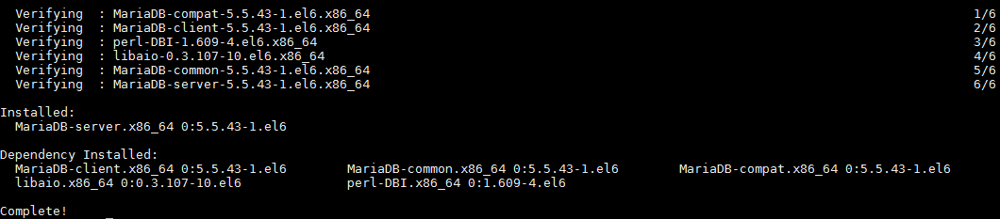 Verifying  : MariaDB-compat-5.5.43-1.el6.x86_64 1/6
Verifying  : MariaDB-client-5.5.43-1.el6.x86_64 2/6
Verifying  : perl-DBI-1.609-4.el6.x86_64 3/6
Verifying  : libaio-0.3.107-10.el6.x86_64 4/6
Verifying  : MariaDB-common-5.5.43-1.el6.x86_64 5/6
Verifying  : MariaDB-server-5.5.43-1.el6.x86_64 6/6
Installed:
MariaDB-server.x86_64 0:5.5.43-1.el6
Dependency Installed:
MariaDB-client.x86_64 0:5.5.43-1.el6 MariaDB-common.x86_64 0:5.5.43-1.el6 MariaDB-compat.x86_64 0:5.5.43-1.el6
libaio.x86_64 0:0.3.107-10.el6 perl-DBI.x86_64 0:1.609-4.el6
Complete!